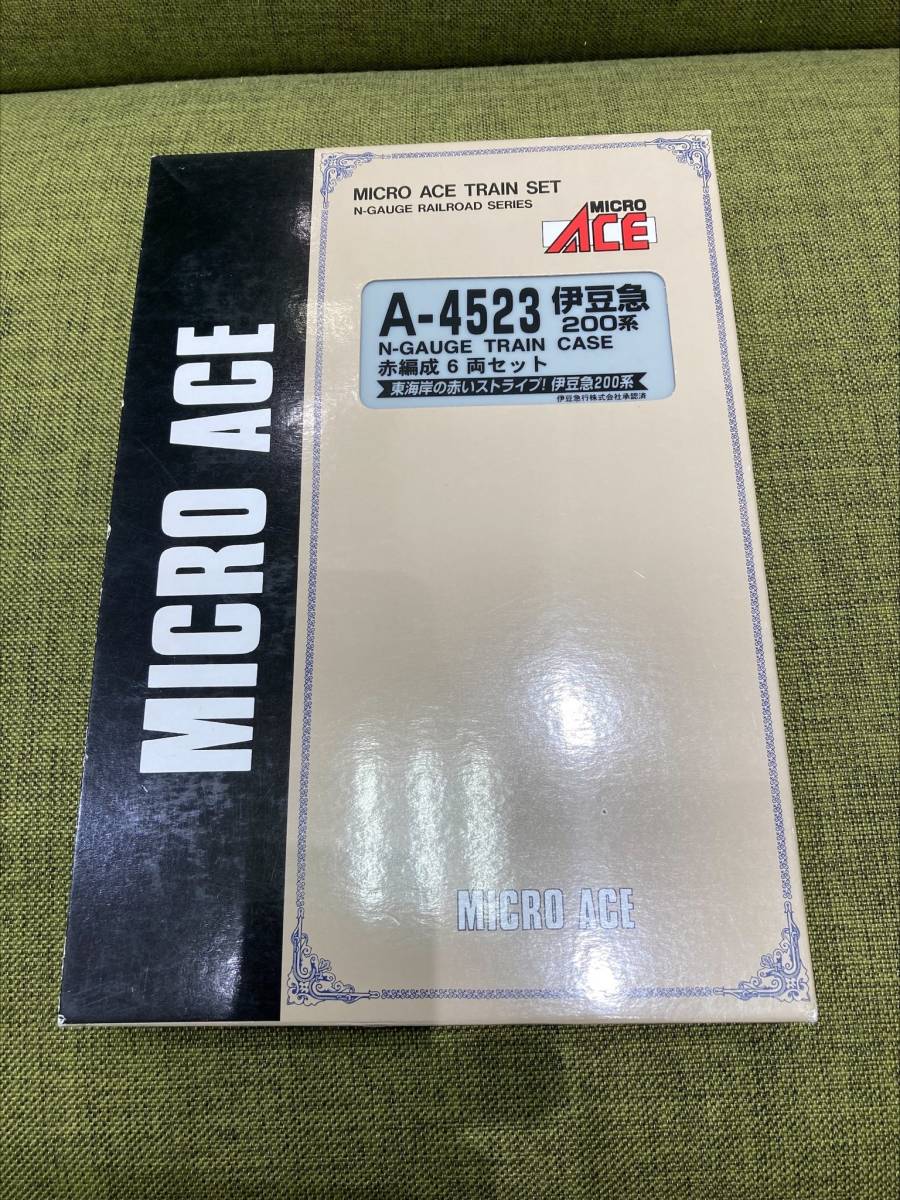 MICRO ACE
MICRO ACE TRAIN SET
N-GAUGE RAILROAD SERIES
MICRO
ACE
A-4523 伊豆急
200系
N-GAUGE TRAIN CASE
赤編成6両セット
東海岸の赤いストライプ! 伊豆急200系
伊豆急行株式会社承認済
MICRO ACE